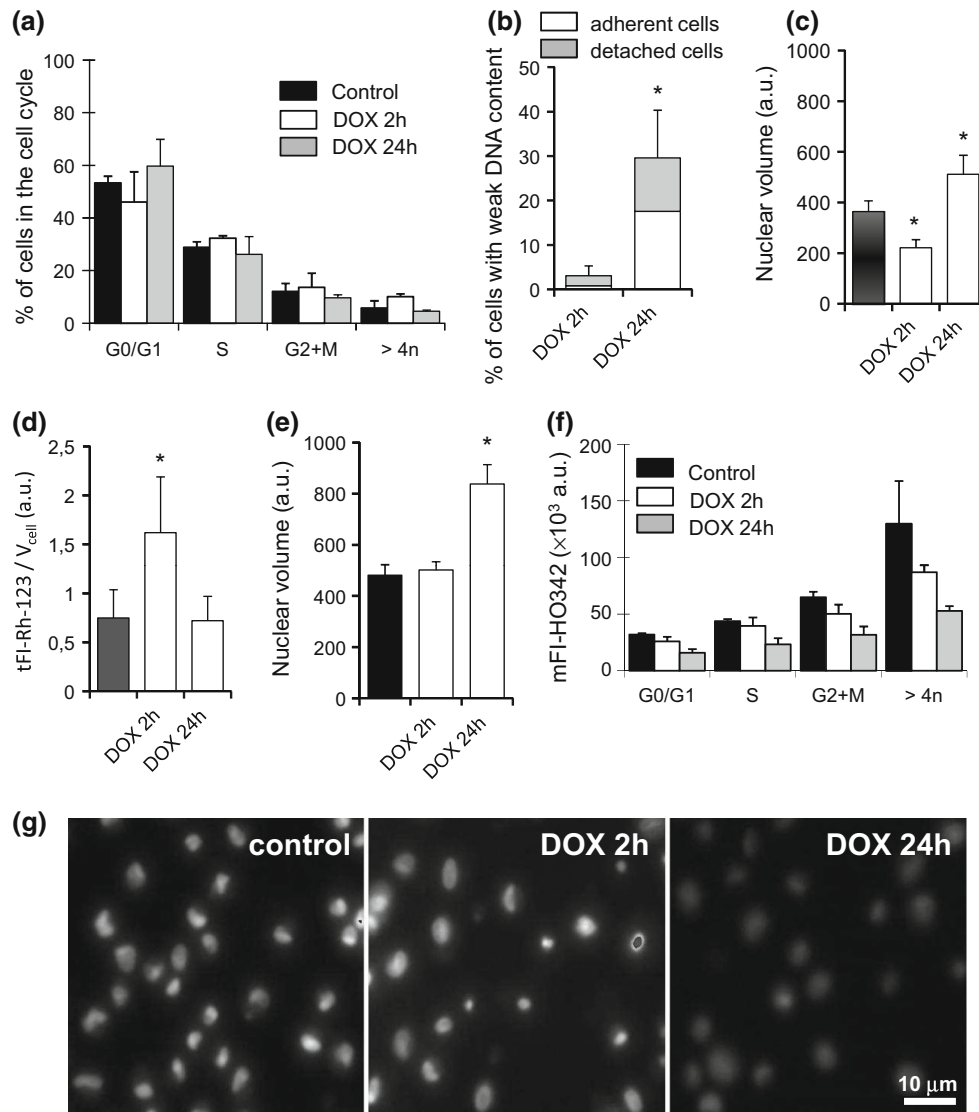 (a)
% of cells in the cell cycle
100
80
60
40
20
0
Control
DOX 2h
DOX 24h
G0/G1 S G2+M > 4n
(b)
adherent cells
detached cells
% of cells with weak DNA content
50
40
30
20
10
0
*
DOX 2h
DOX 24h
(c)
Nuclear volume (a.u.)
1000
800
600
400
200
0
*
*
DOX 2h
DOX 24h
(d)
tFI-Rh-123 / Vcell (a.u.)
2,5
2
1,5
1
0,5
0
*
DOX 2h
DOX 24h
(e)
Nuclear volume (a.u.)
1000
800
600
400
200
0
*
DOX 2h
DOX 24h
(f)
mFI-HO342 (×10³ a.u.)
200
150
100
50
0
Control
DOX 2h
DOX 24h
G0/G1 S G2+M > 4n
(g)
control
DOX 2h
DOX 24h
10 µm